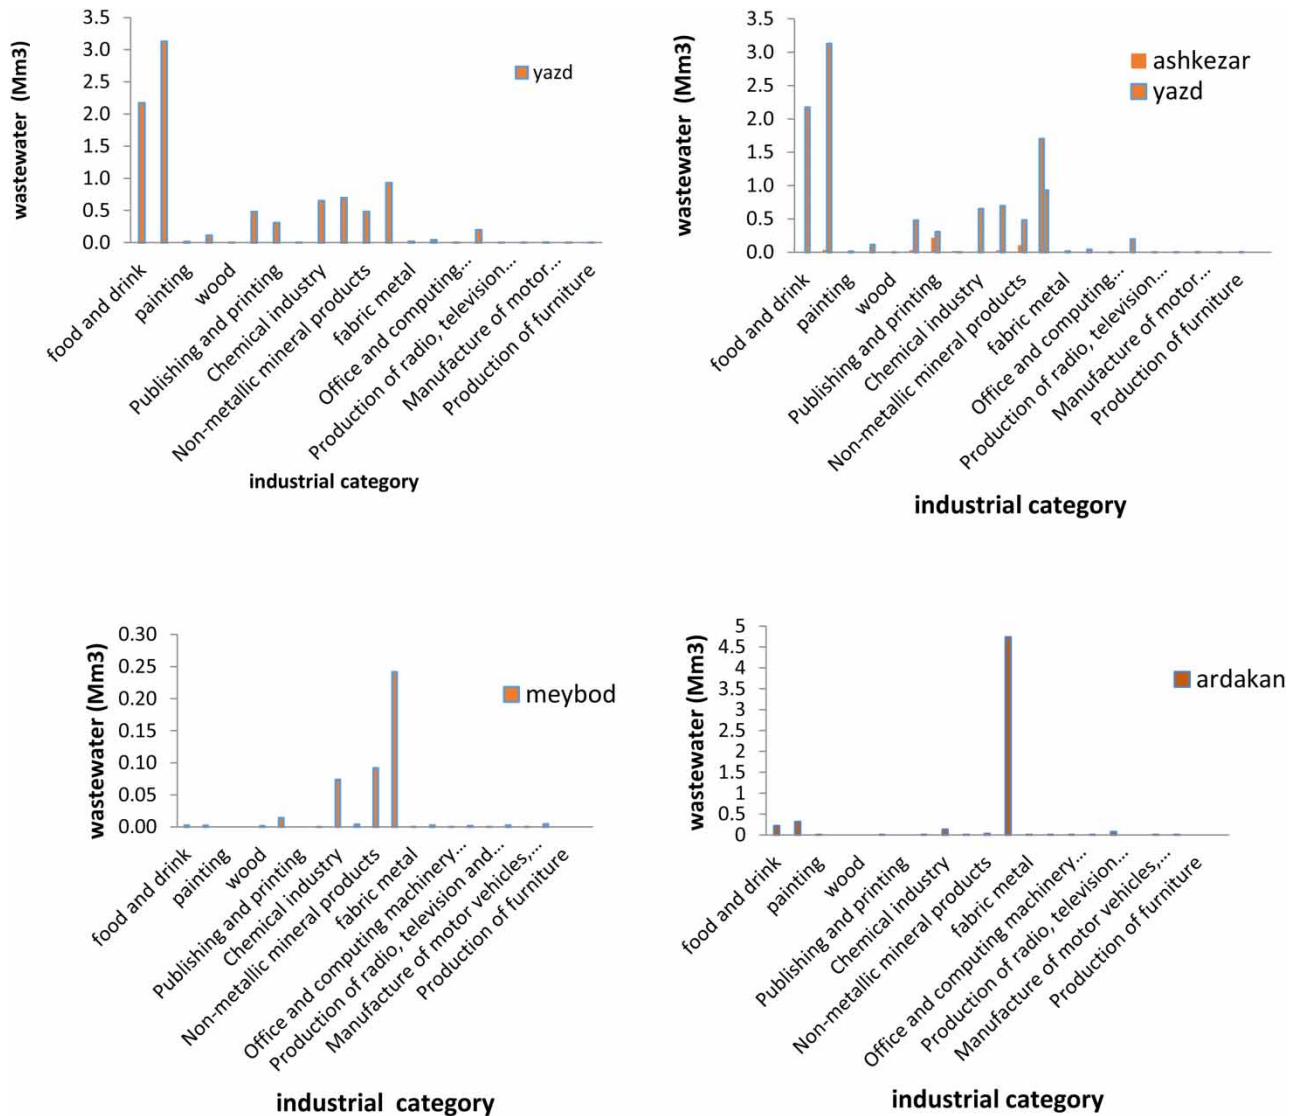 wastewater (Mm3)
3.5
3.0
2.5
2.0
1.5
1.0
0.5
0.0
yazd
food and drink
painting
wood
Publishing and printing
Chemical industry
Non-metallic mineral products
fabric metal
Office and computing...
Production of radio, television...
Manufacture of motor...
Production of furniture
industrial category
wastewater (Mm3)
3.5
3.0
2.5
2.0
1.5
1.0
0.5
0.0
ashkezar
yazd
food and drink
painting
wood
Publishing and printing
Chemical industry
Non-metallic mineral products
fabric metal
Office and computing...
Production of radio, television...
Manufacture of motor...
Production of furniture
industrial category
wastewater (Mm3)
0.30
0.25
0.20
0.15
0.10
0.05
0.00
meybod
food and drink
painting
wood
Publishing and printing
Chemical industry
Non-metallic mineral products
fabric metal
Office and computing machinery...
Production of radio, television and...
Manufacture of motor vehicles,...
Production of furniture
industrial category
wastewater (Mm3)
5
4.5
4
3.5
3
2.5
2
1.5
1
0.5
0
ardakan
food and drink
painting
wood
Publishing and printing
Chemical industry
Non-metallic mineral products
fabric metal
Office and computing machinery...
Production of radio, television...
Manufacture of motor vehicles,...
Production of furniture
industrial category